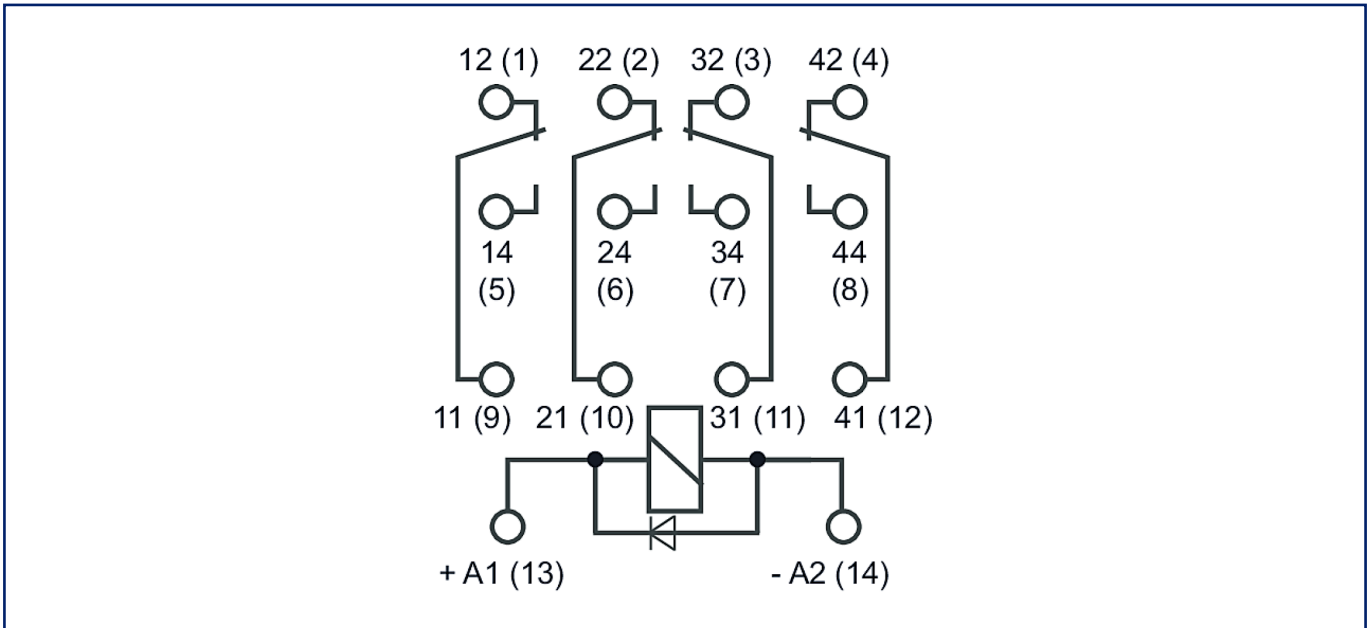 12 (1) 22 (2) 32 (3) 42 (4)
14 24 34 44
(5) (6) (7) (8)
11 (9) 21 (10) 31 (11) 41 (12)
+ A1 (13) - A2 (14)